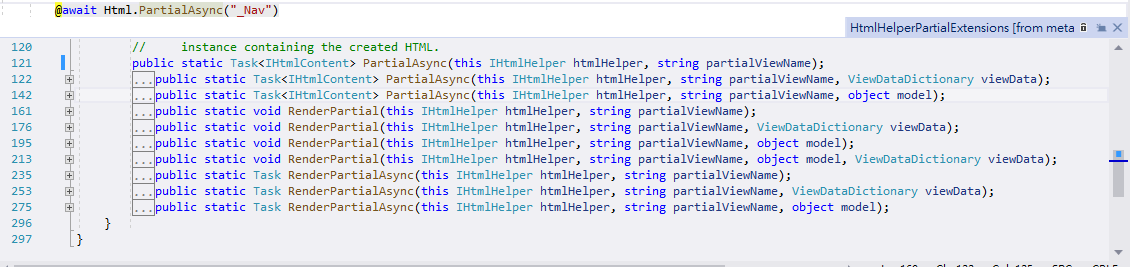 @await Html.PartialAsync("_Nav")
HtmlHelperPartialExtensions [from meta
120 // instance containing the created HTML.
121 public static Task<IHtmlContent> PartialAsync(this IHtmlHelper htmlHelper, string partialViewName);
122 ...public static Task<IHtmlContent> PartialAsync(this IHtmlHelper htmlHelper, string partialViewName, ViewDataDictionary viewData);
142 ...public static Task<IHtmlContent> PartialAsync(this IHtmlHelper htmlHelper, string partialViewName, object model);
161 ...public static void RenderPartial(this IHtmlHelper htmlHelper, string partialViewName);
176 ...public static void RenderPartial(this IHtmlHelper htmlHelper, string partialViewName, ViewDataDictionary viewData);
195 ...public static void RenderPartial(this IHtmlHelper htmlHelper, string partialViewName, object model);
213 ...public static void RenderPartial(this IHtmlHelper htmlHelper, string partialViewName, object model, ViewDataDictionary viewData);
235 ...public static Task RenderPartialAsync(this IHtmlHelper htmlHelper, string partialViewName);
253 ...public static Task RenderPartialAsync(this IHtmlHelper htmlHelper, string partialViewName, ViewDataDictionary viewData);
275 ...public static Task RenderPartialAsync(this IHtmlHelper htmlHelper, string partialViewName, object model);
296 }
297 }